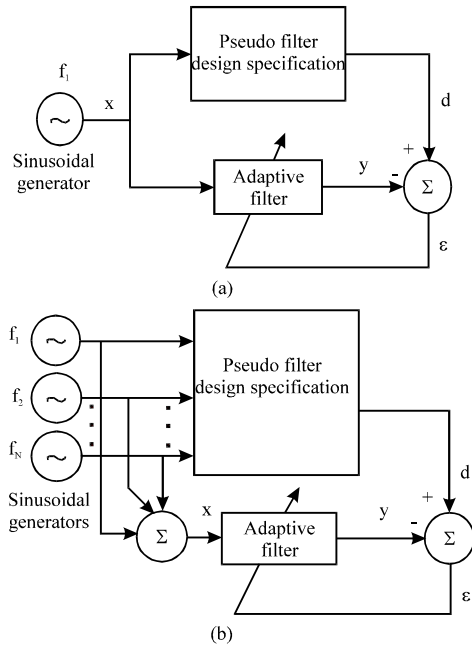 f₁
x
Pseudo filter
design specification
d
+
Sinusoidal
generator
Adaptive
filter
y
-
Σ
ε
(a)
f₁
Pseudo filter
design specification
f₂
f_N
Sinusoidal
generators
Σ
x
Adaptive
filter
y
d
+
-
Σ
ε
(b)